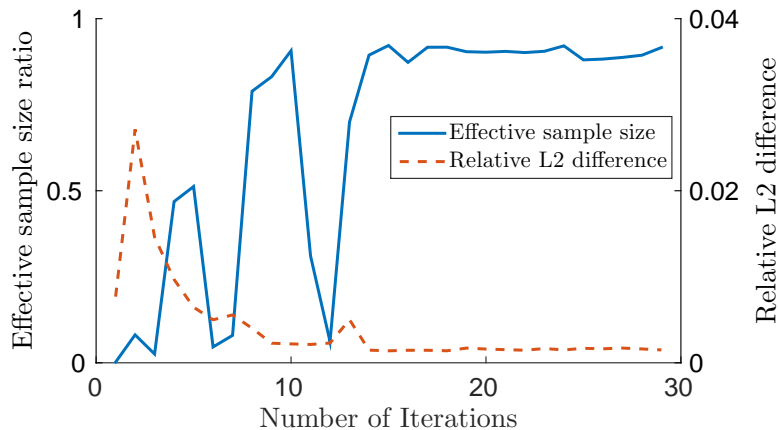 1
0.04
Effective sample size ratio
Effective sample size
Relative L2 difference
0.5
0.02
Relative L2 difference
0
0
0
10
20
30
Number of Iterations